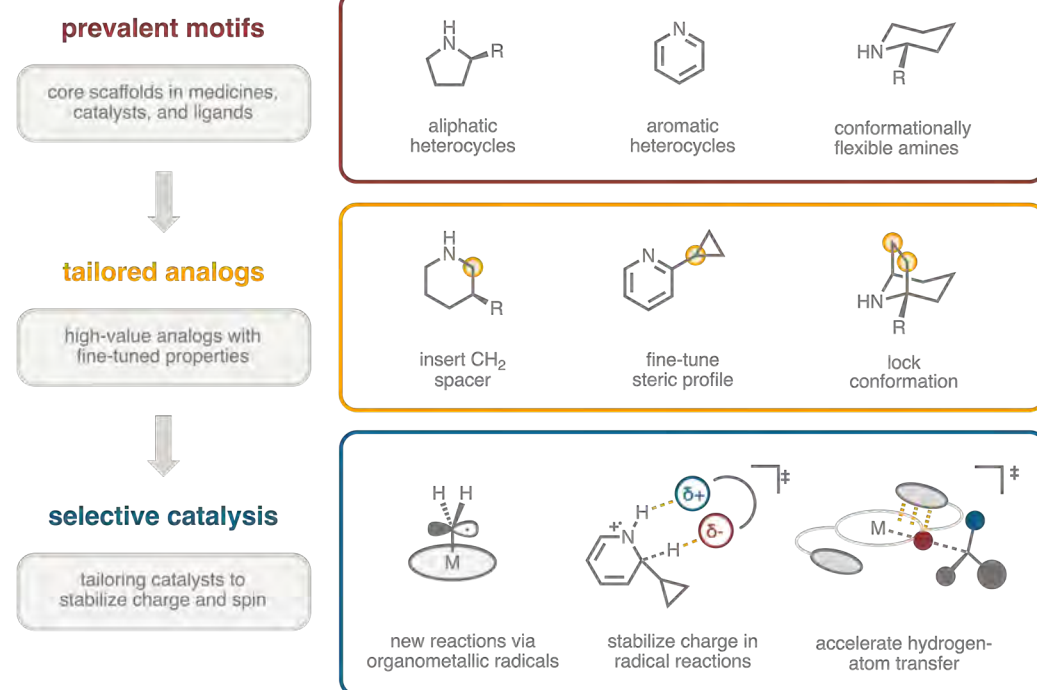 prevalent motifs
core scaffolds in medicines,
catalysts, and ligands
H
N
R
aliphatic
heterocycles
N
aromatic
heterocycles
HN
R
conformationally
flexible amines
tailored analogs
high-value analogs with
fine-tuned properties
H
N
R
insert CH₂
spacer
N
fine-tune
steric profile
HN
R
lock
conformation
selective catalysis
tailoring catalysts to
stabilize charge and spin
H H
M
new reactions via
organometallic radicals
‡
δ+
H
δ-
+·
N
H
stabilize charge in
radical reactions
‡
M
accelerate hydrogen-
atom transfer